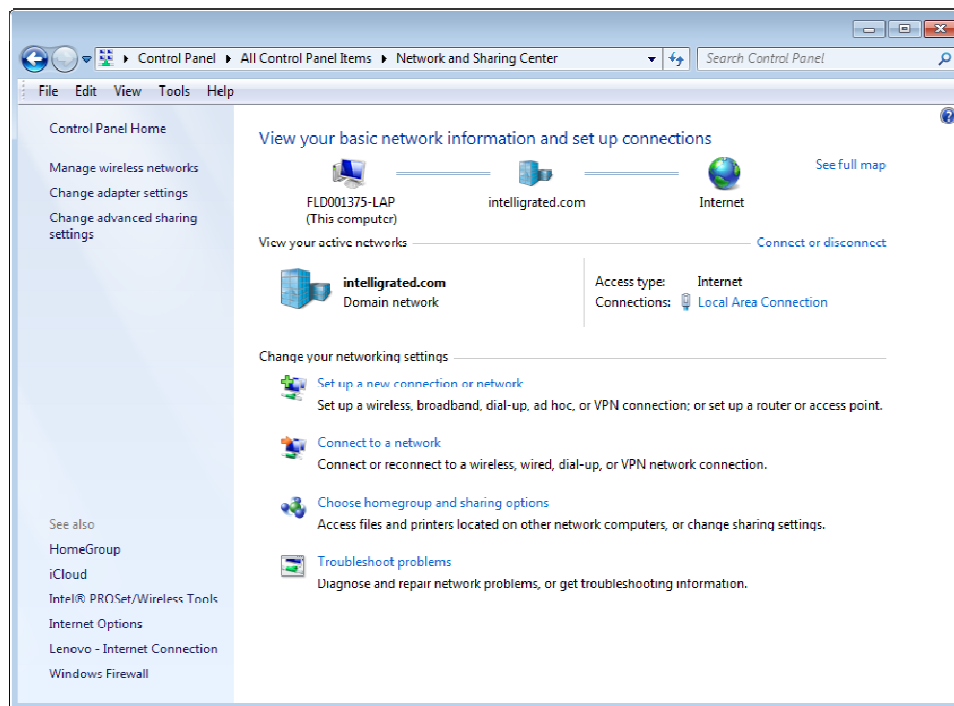 Control Panel All Control Panel Items Network and Sharing Center Search Control Panel
File Edit View Tools Help
Control Panel Home
Manage wireless networks
Change adapter settings
Change advanced sharing
settings
See also
HomeGroup
iCloud
Intel® PROSet/Wireless Tools
Internet Options
Lenovo - Internet Connection
Windows Firewall
View your basic network information and set up connections
See full map
FLD001375-LAP intelligrated.com Internet
(This computer)
View your active networks Connect or disconnect
intelligrated.com Access type: Internet
Domain network Connections: Local Area Connection
Change your networking settings
Set up a new connection or network
Set up a wireless, broadband, dial-up, ad hoc, or VPN connection; or set up a router or access point.
Connect to a network
Connect or reconnect to a wireless, wired, dial-up, or VPN network connection.
Choose homegroup and sharing options
Access files and printers located on other network computers, or change sharing settings.
Troubleshoot problems
Diagnose and repair network problems, or get troubleshooting information.